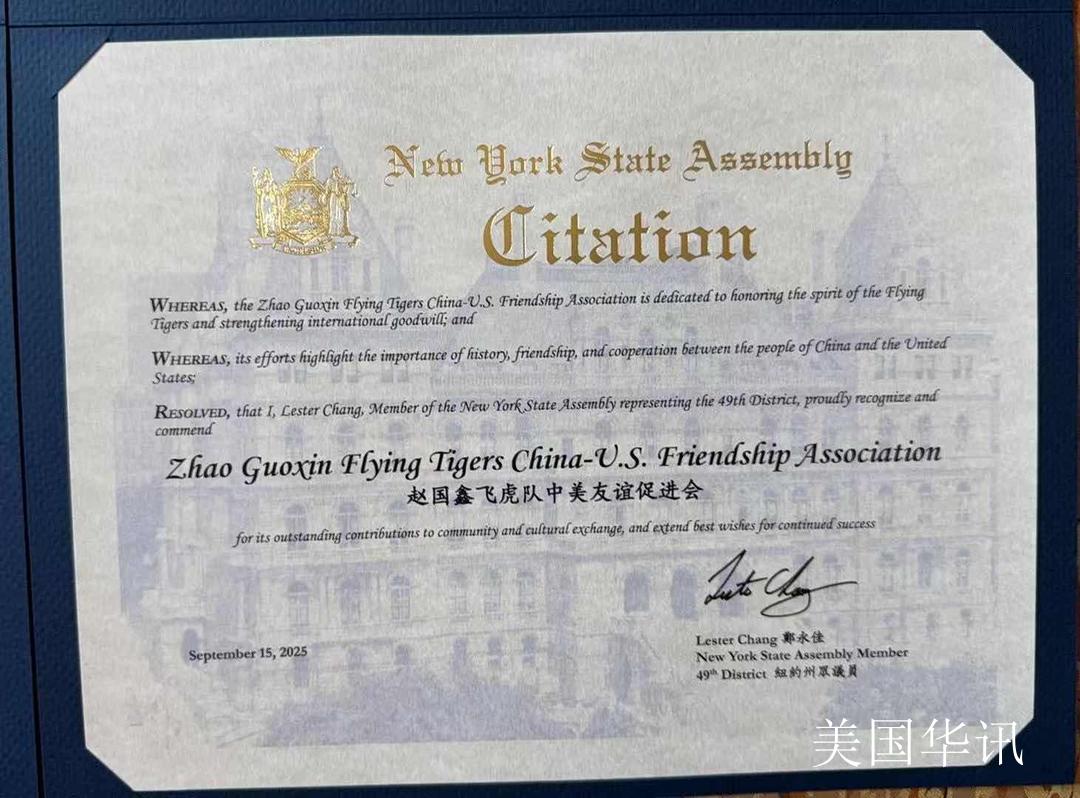 New York State Assembly
Citation
WHEREAS, the Zhao Guoxin Flying Tigers China-U.S. Friendship Association is dedicated to honoring the spirit of the Flying
Tigers and strengthening international goodwill; and
WHEREAS, its efforts highlight the importance of history, friendship, and cooperation between the people of China and the United
States;
RESOLVED, that I, Lester Chang, Member of the New York State Assembly representing the 49th District, proudly recognize and
commend
Zhao Guoxin Flying Tigers China-U.S. Friendship Association
赵国鑫飞虎队中美友谊促进会
for its outstanding contributions to community and cultural exchange, and extend best wishes for continued success
September 15, 2025
Lester Chang 鄭永佳
New York State Assembly Member
49th District 紐約州眾議員
美国华讯